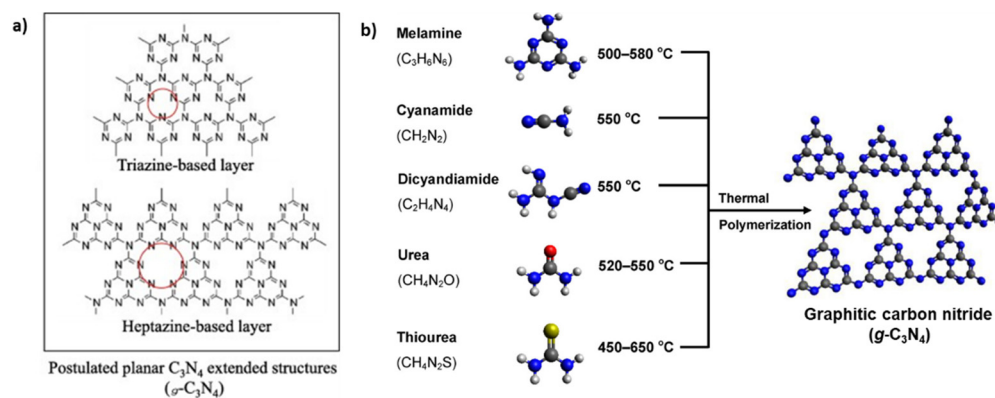 a)
Triazine-based layer
Heptazine-based layer
Postulated planar C₃N₄ extended structures
(g-C₃N₄)
b)
Melamine
(C₃H₆N₆)
500–580 °C
Cyanamide
(CH₂N₂)
550 °C
Dicyandiamide
(C₂H₄N₄)
550 °C
Urea
(CH₄N₂O)
520–550 °C
Thiourea
(CH₄N₂S)
450–650 °C
Thermal
Polymerization
Graphitic carbon nitride
(g-C₃N₄)